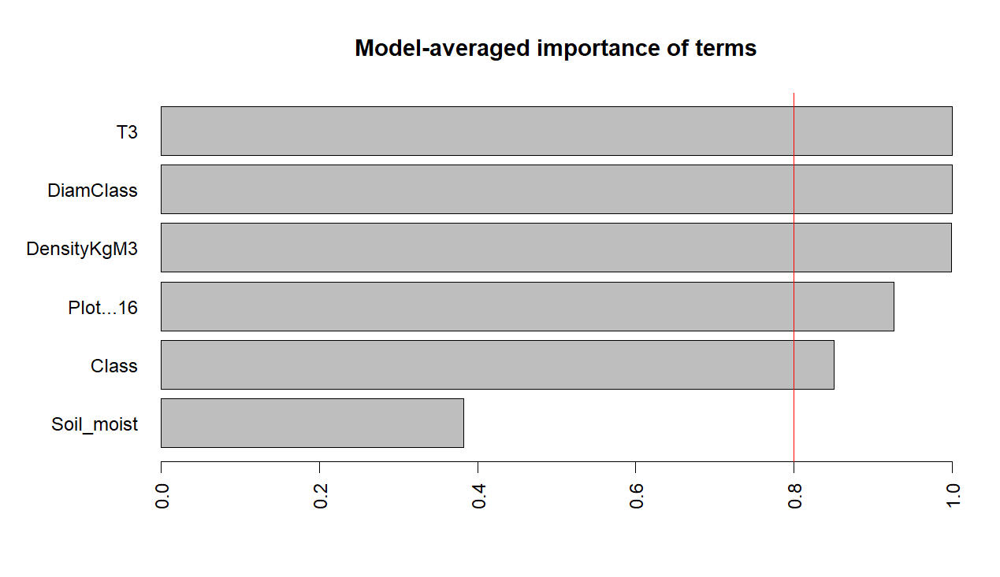 Model-averaged importance of terms
T3
DiamClass
DensityKgM3
Plot...16
Class
Soil_moist
0.0
0.2
0.4
0.6
0.8
1.0